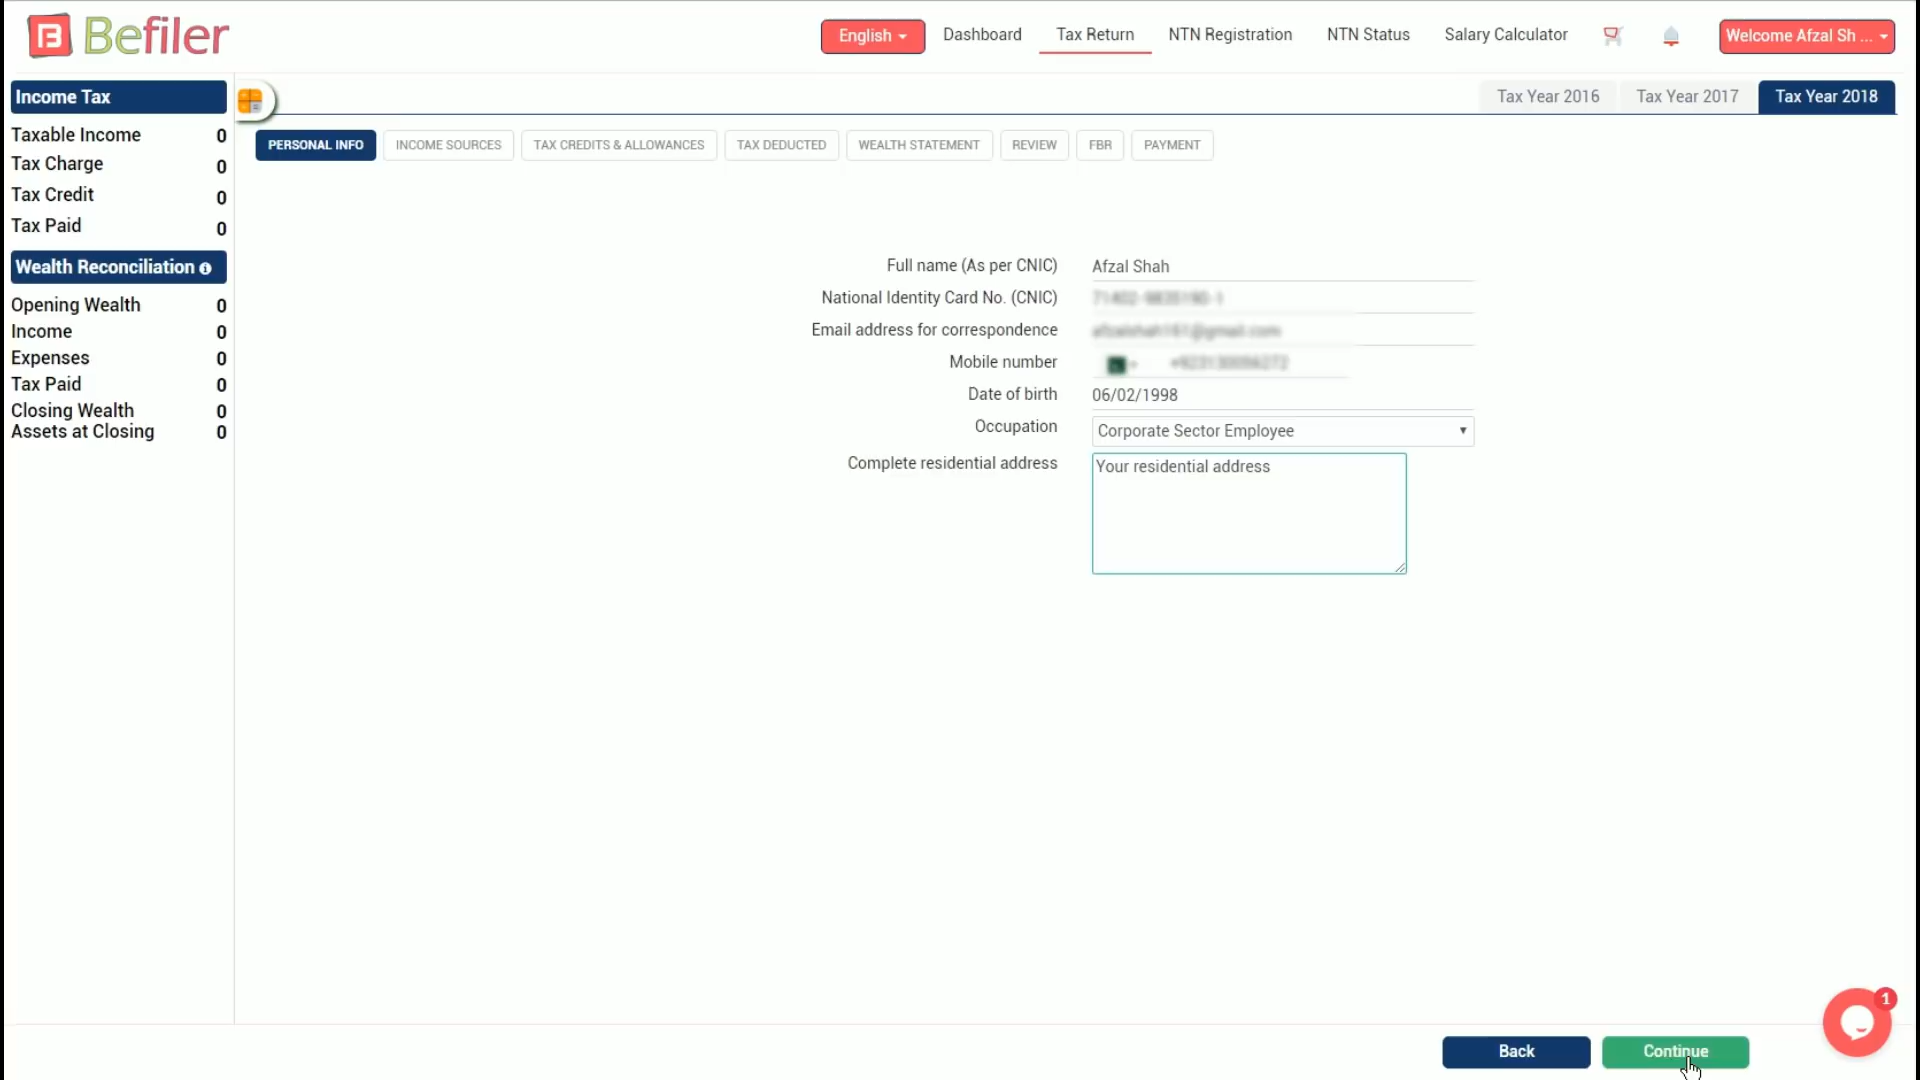 Befiler
English
Dashboard
Tax Return
NTN Registration
NTN Status
Salary Calculator
Welcome Afzal Sh ...
Income Tax
Taxable Income 0
Tax Charge 0
Tax Credit 0
Tax Paid 0
Wealth Reconciliation
Opening Wealth 0
Income 0
Expenses 0
Tax Paid 0
Closing Wealth 0
Assets at Closing 0
Tax Year 2016
Tax Year 2017
Tax Year 2018
PERSONAL INFO
INCOME SOURCES
TAX CREDITS & ALLOWANCES
TAX DEDUCTED
WEALTH STATEMENT
REVIEW
FBR
PAYMENT
Full name (As per CNIC) Afzal Shah
National Identity Card No. (CNIC)
Email address for correspondence
Mobile number
Date of birth 06/02/1998
Occupation Corporate Sector Employee
Complete residential address Your residential address
1
Back
Continue